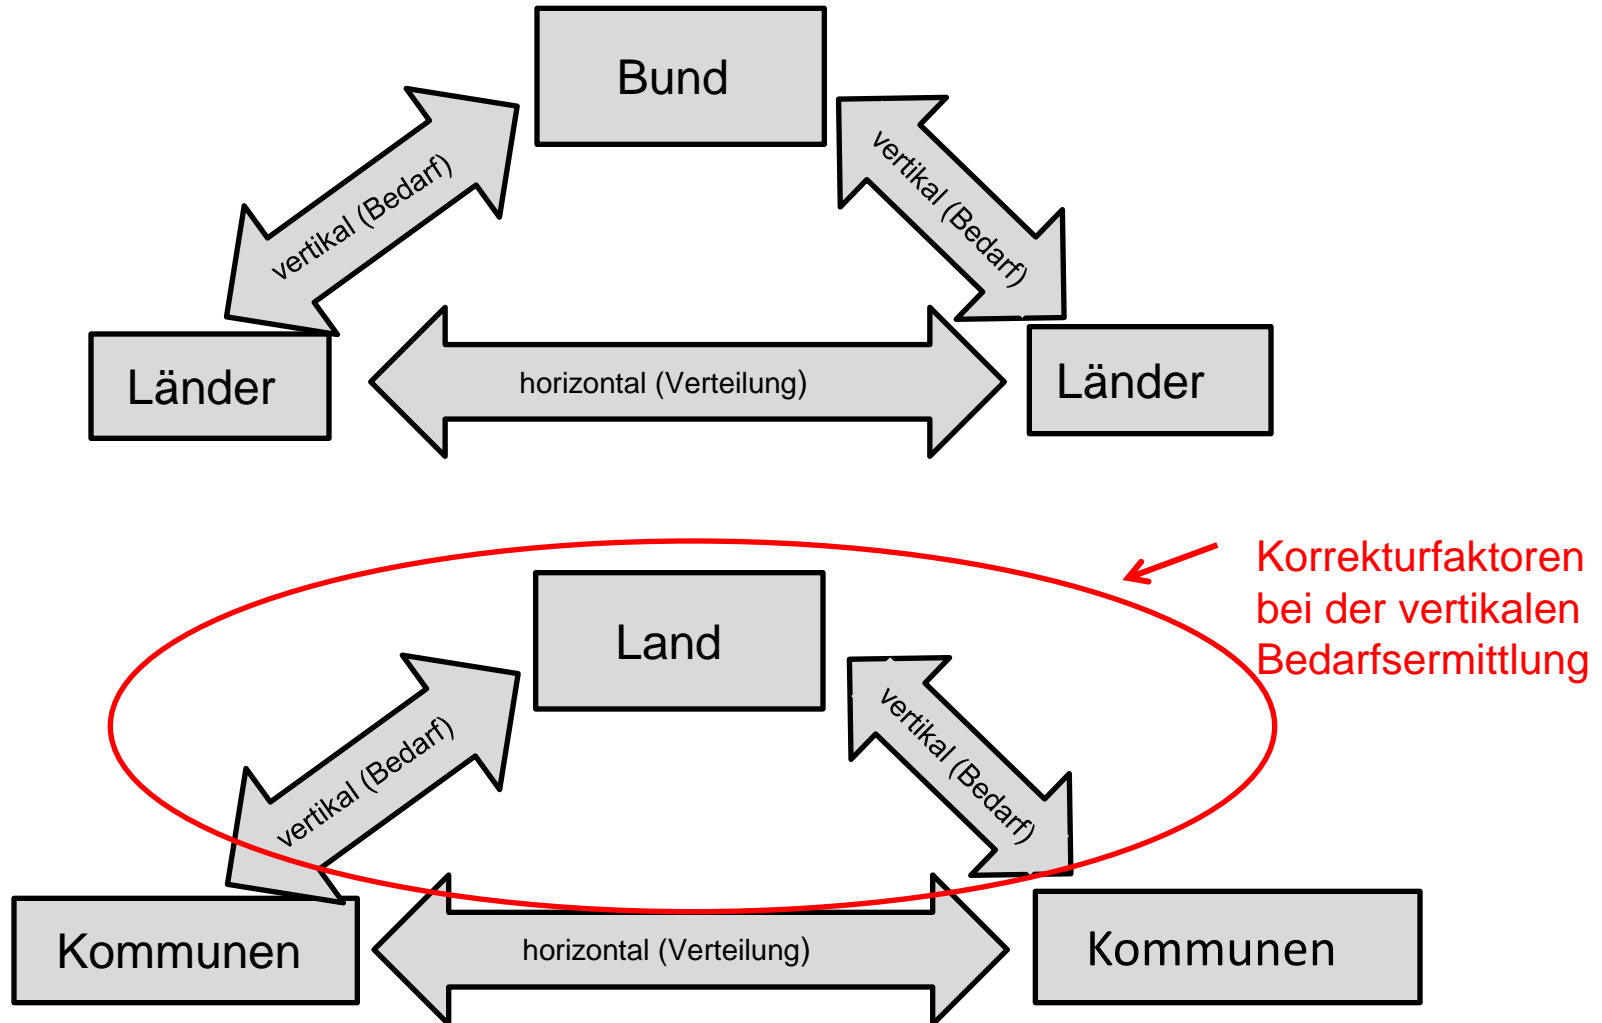 Bund
vertikal (Bedarf)
vertikal (Bedarf)
Länder
horizontal (Verteilung)
Länder
Korrekturfaktoren
bei der vertikalen
Bedarfsermittlung
Land
vertikal (Bedarf)
vertikal (Bedarf)
Kommunen
horizontal (Verteilung)
Kommunen